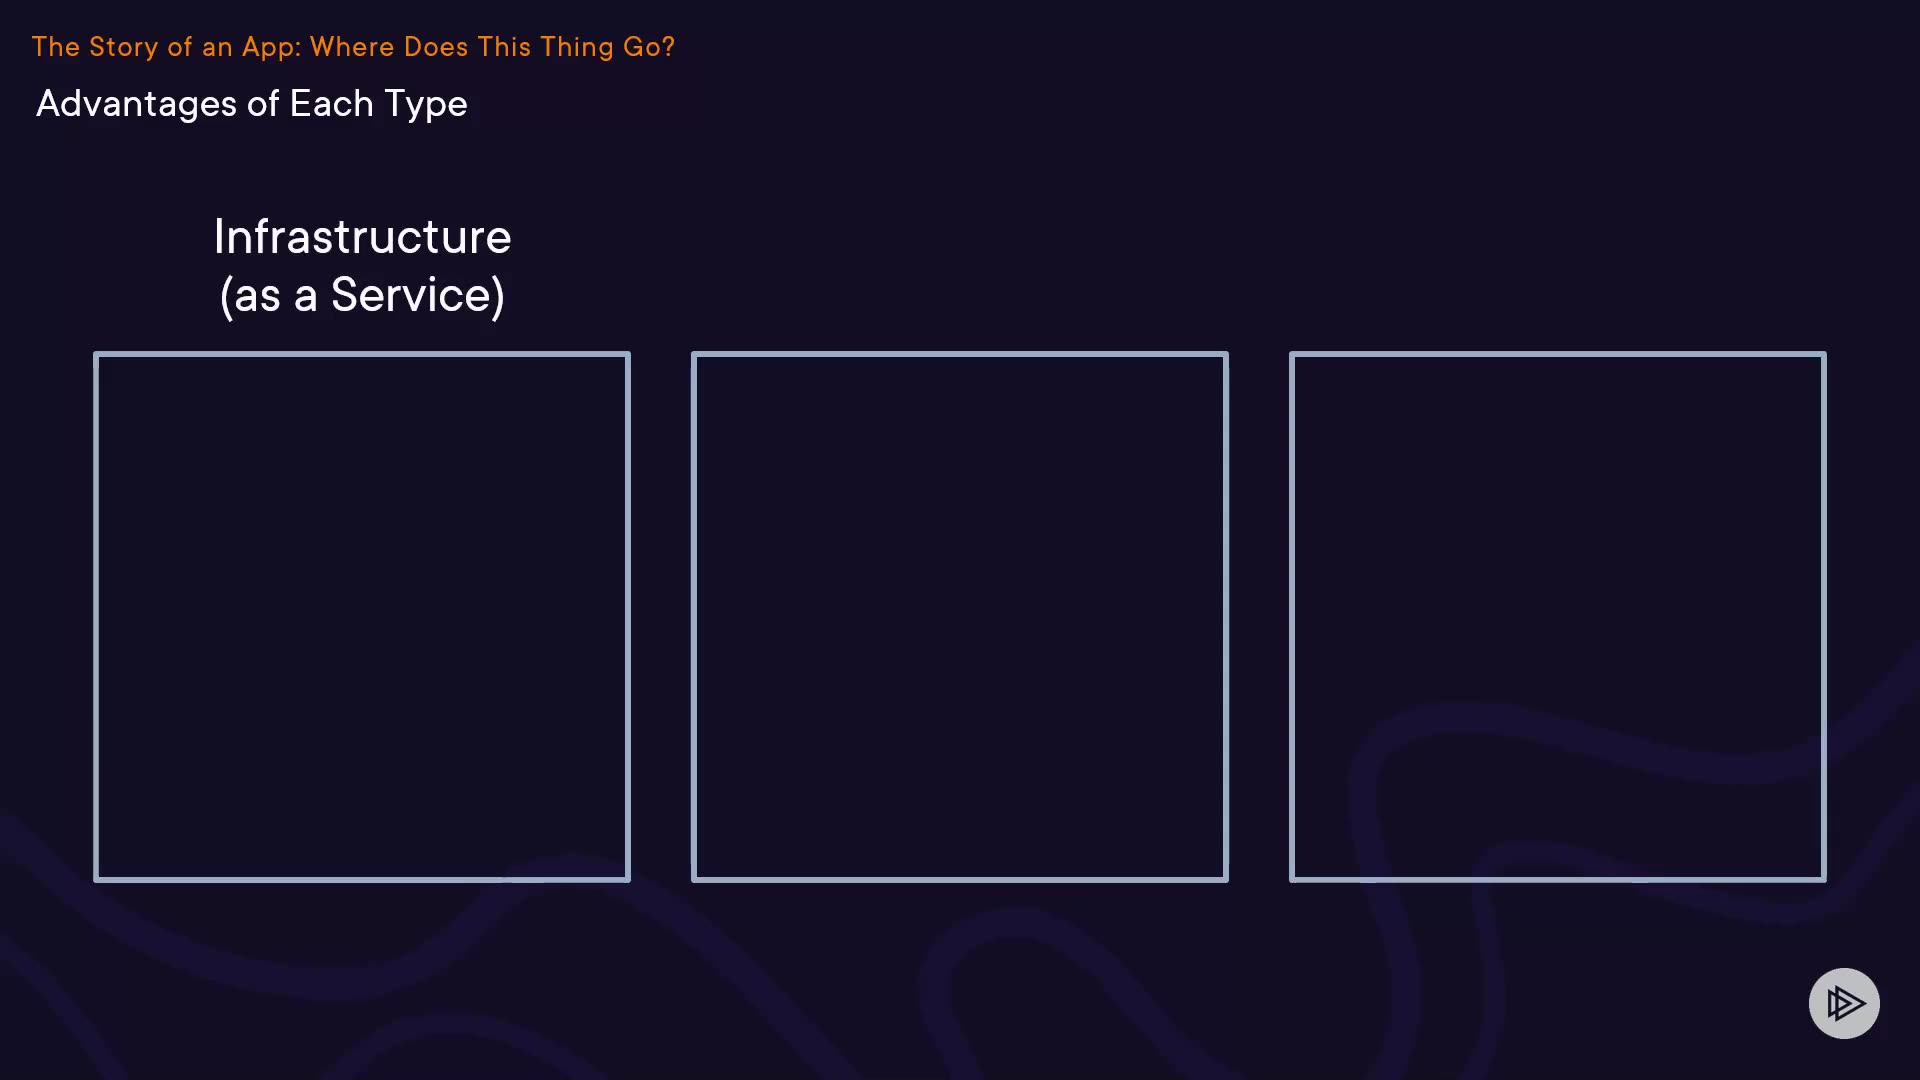 The Story of an App: Where Does This Thing Go?
Advantages of Each Type
Infrastructure
(as a Service)